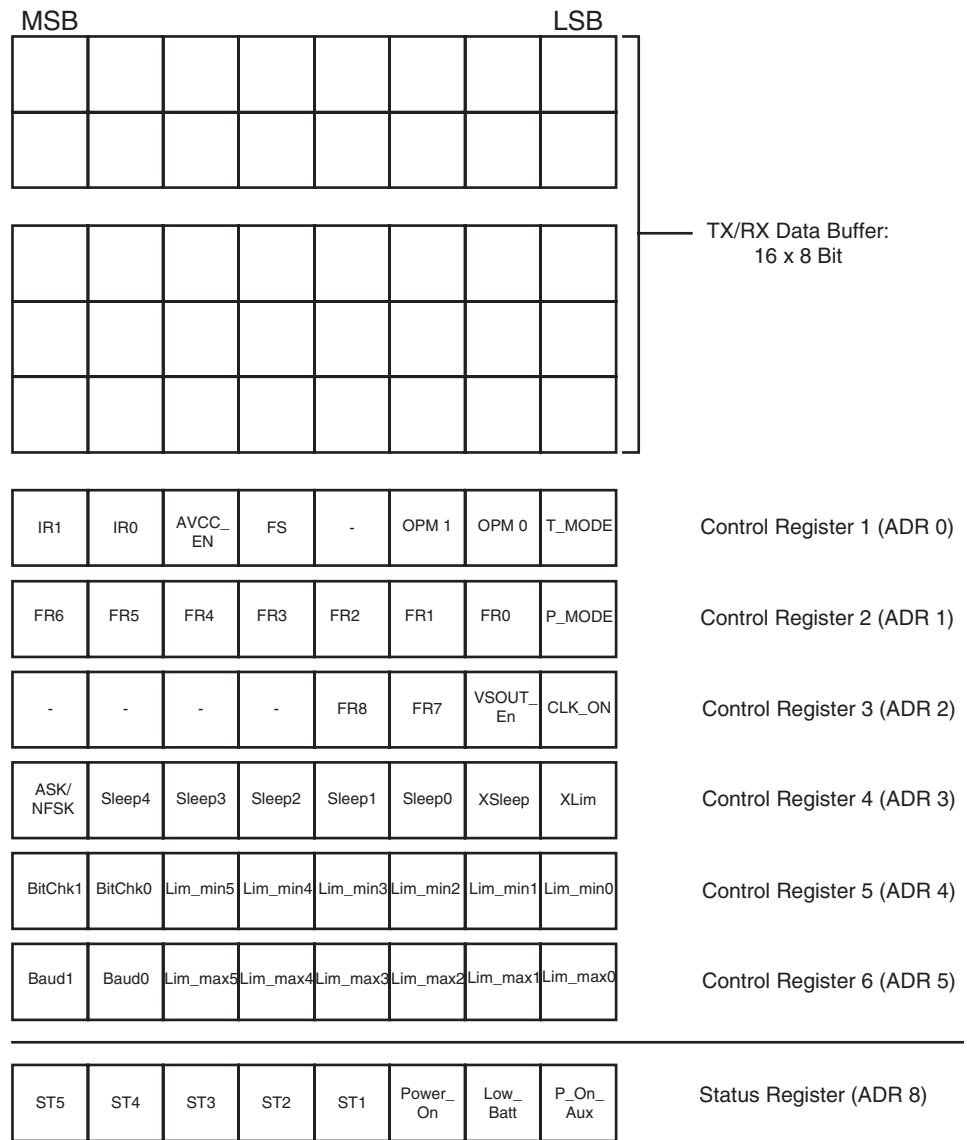 MSB LSB
TX/RX Data Buffer:
16 x 8 Bit
IR1 IR0 AVCC_ EN FS - OPM 1 OPM 0 T_MODE Control Register 1 (ADR 0)
FR6 FR5 FR4 FR3 FR2 FR1 FR0 P_MODE Control Register 2 (ADR 1)
- - - - FR8 FR7 VSOUT_ En CLK_ON Control Register 3 (ADR 2)
ASK/ NFSK Sleep4 Sleep3 Sleep2 Sleep1 Sleep0 XSleep XLim Control Register 4 (ADR 3)
BitChk1 BitChk0 Lim_min5 Lim_min4 Lim_min3 Lim_min2 Lim_min1 Lim_min0 Control Register 5 (ADR 4)
Baud1 Baud0 Lim_max5 Lim_max4 Lim_max3 Lim_max2 Lim_max1 Lim_max0 Control Register 6 (ADR 5)
ST5 ST4 ST3 ST2 ST1 Power_ On Low_ Batt P_On_ Aux Status Register (ADR 8)